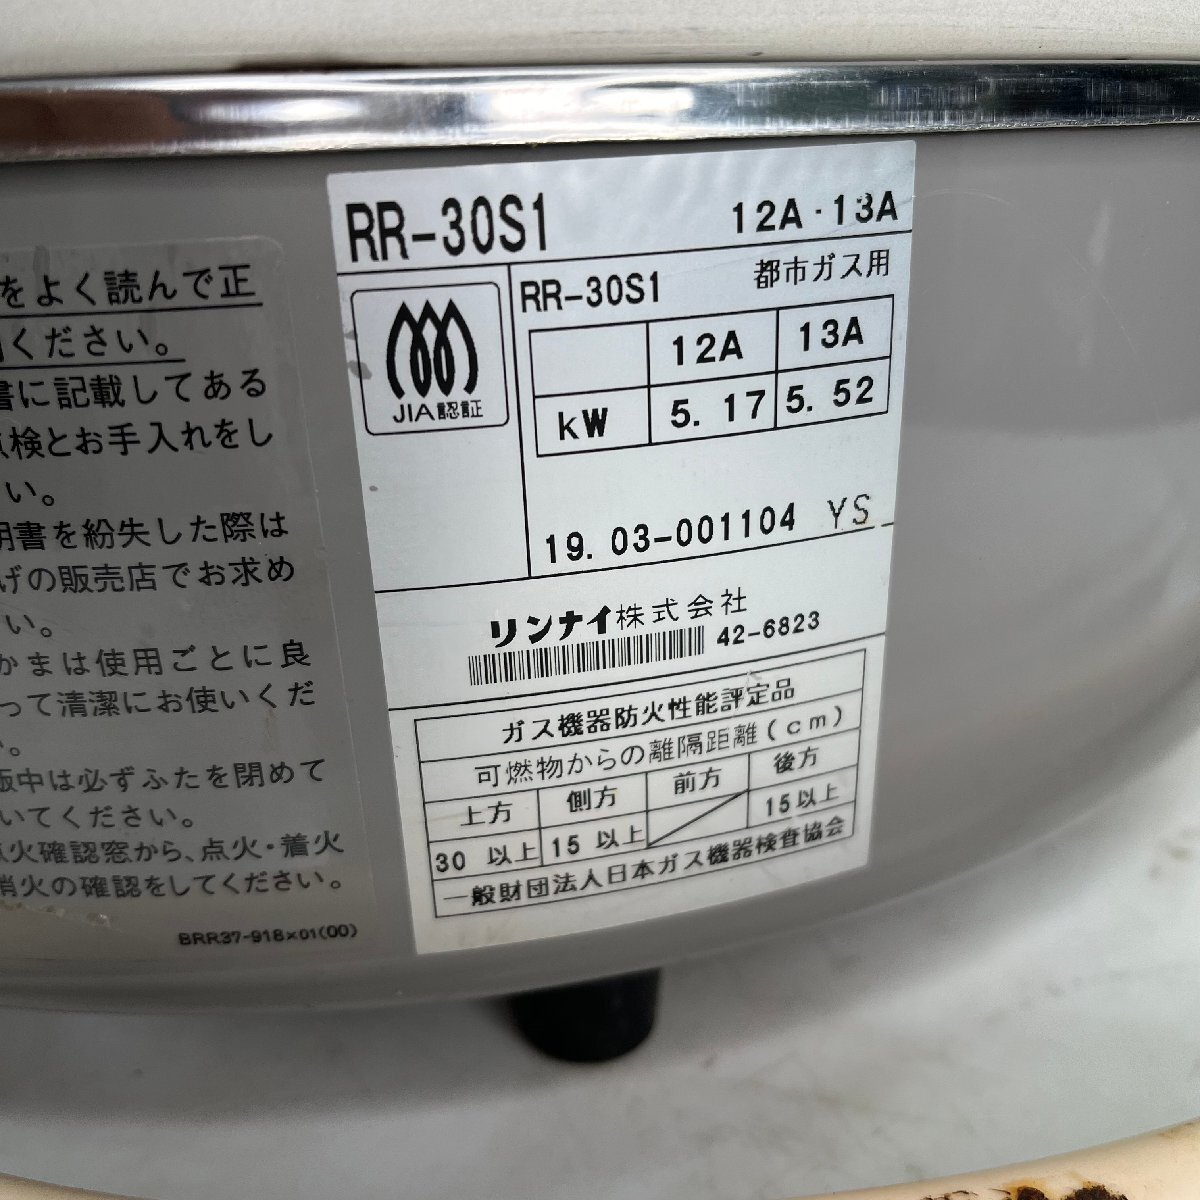 をよく読んで正
ください。
書に記載してある
点検とお手入れをし
い。
明書を紛失した際は
げの販売店でお求め
い。
かまは使用ごとに良
って清潔にお使いくだ
い。
飯中は必ずふたを閉めて
いてください。
点火確認窓から、点火・着火
消火の確認をしてください。
BRR37-918×01(00)
RR-30S1 12A・13A
JIA認証
RR-30S1 都市ガス用
12A 13A
kW 5.17 5.52
19.03-001104 YS
リンナイ株式会社
42-6823
ガス機器防火性能評定品
可燃物からの離隔距離(cm)
上方 側方 前方 後方
30 以上 15 以上 15以上
一般財団法人日本ガス機器検査協会